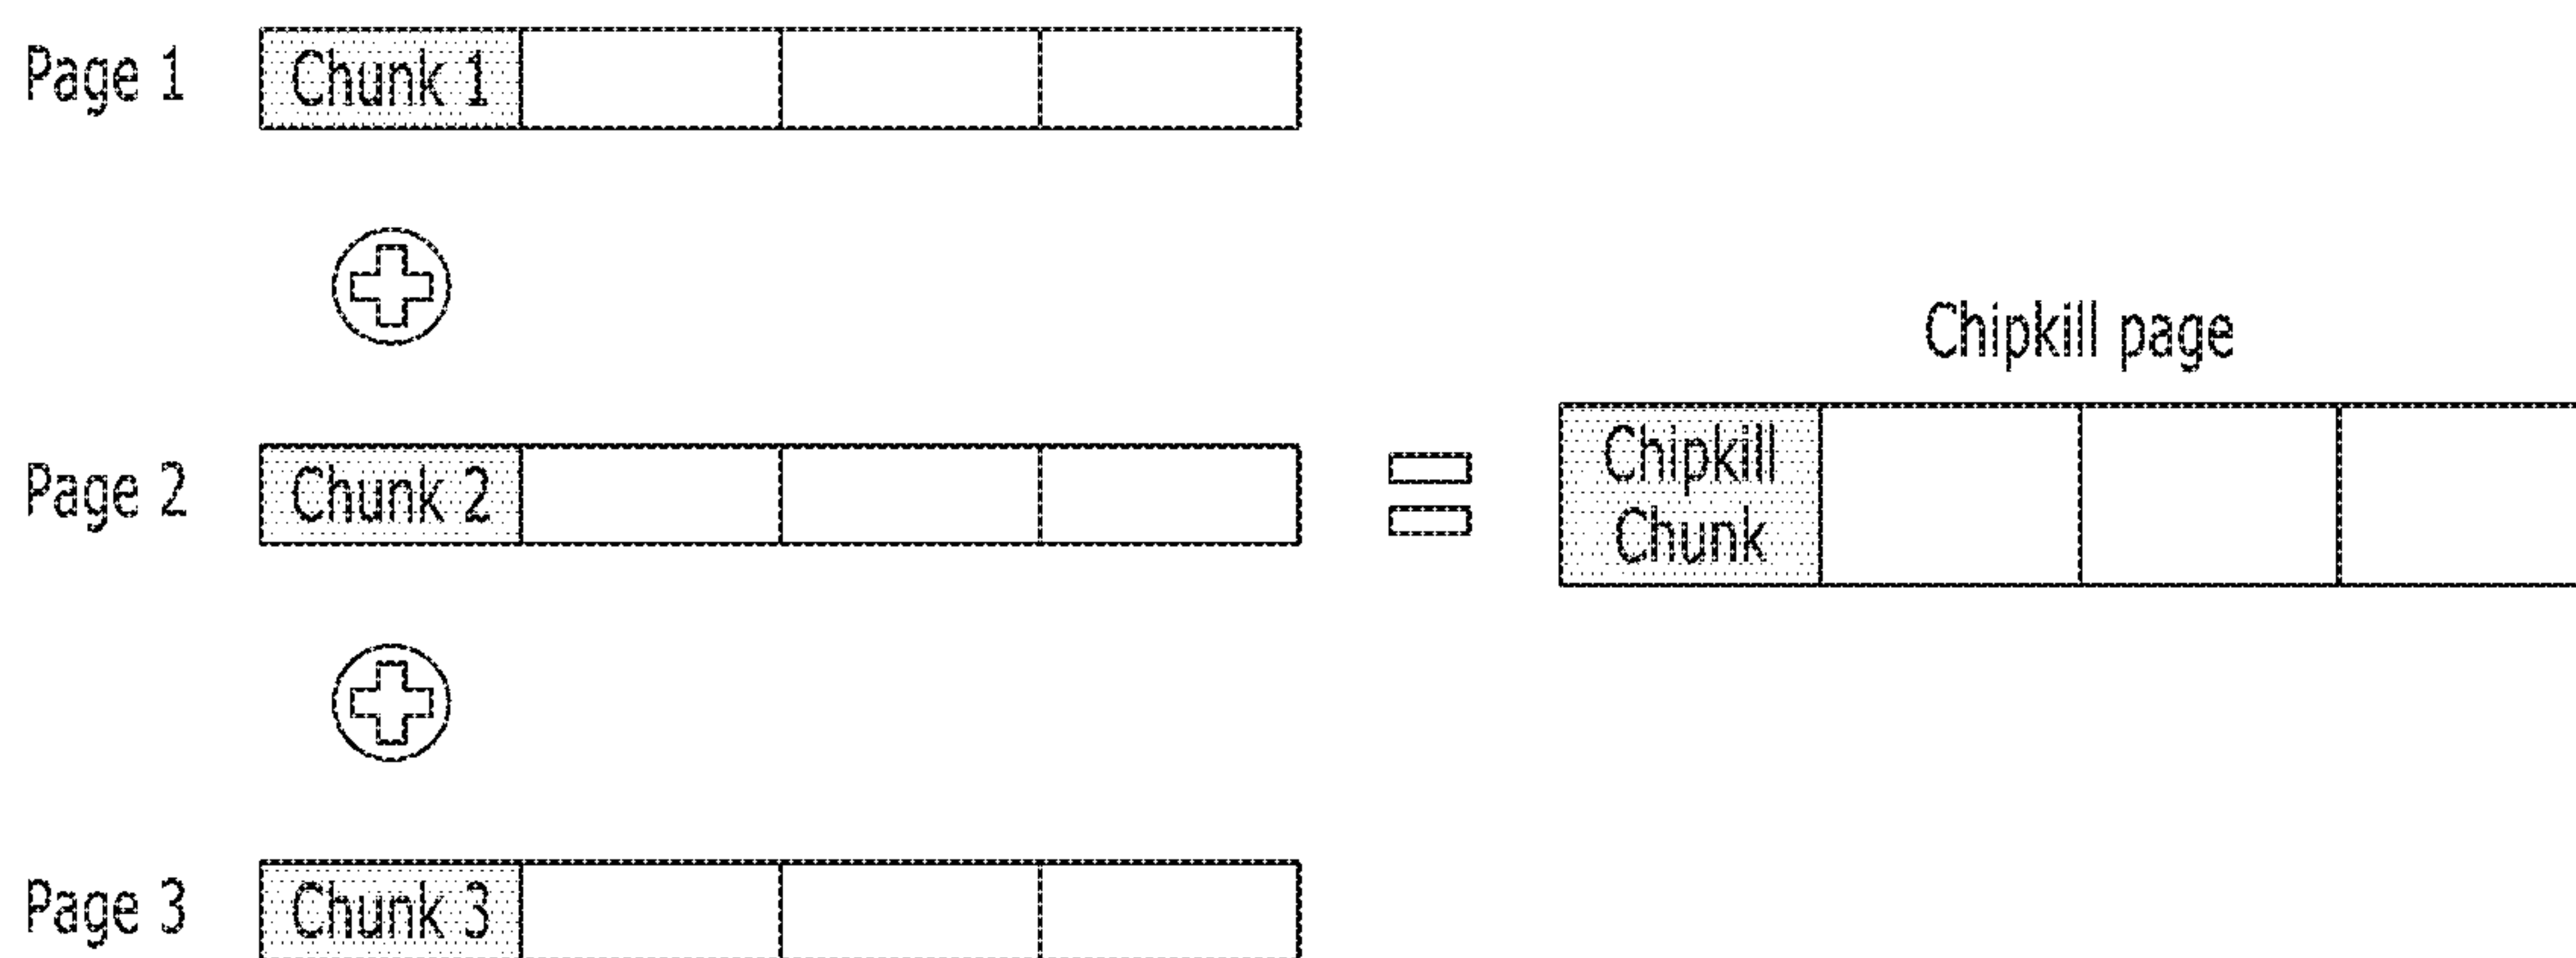 Page 1 Chunk 1
Chipkill page
Page 2 Chunk 2
Chipkill
Chunk
Page 3 Chunk 3